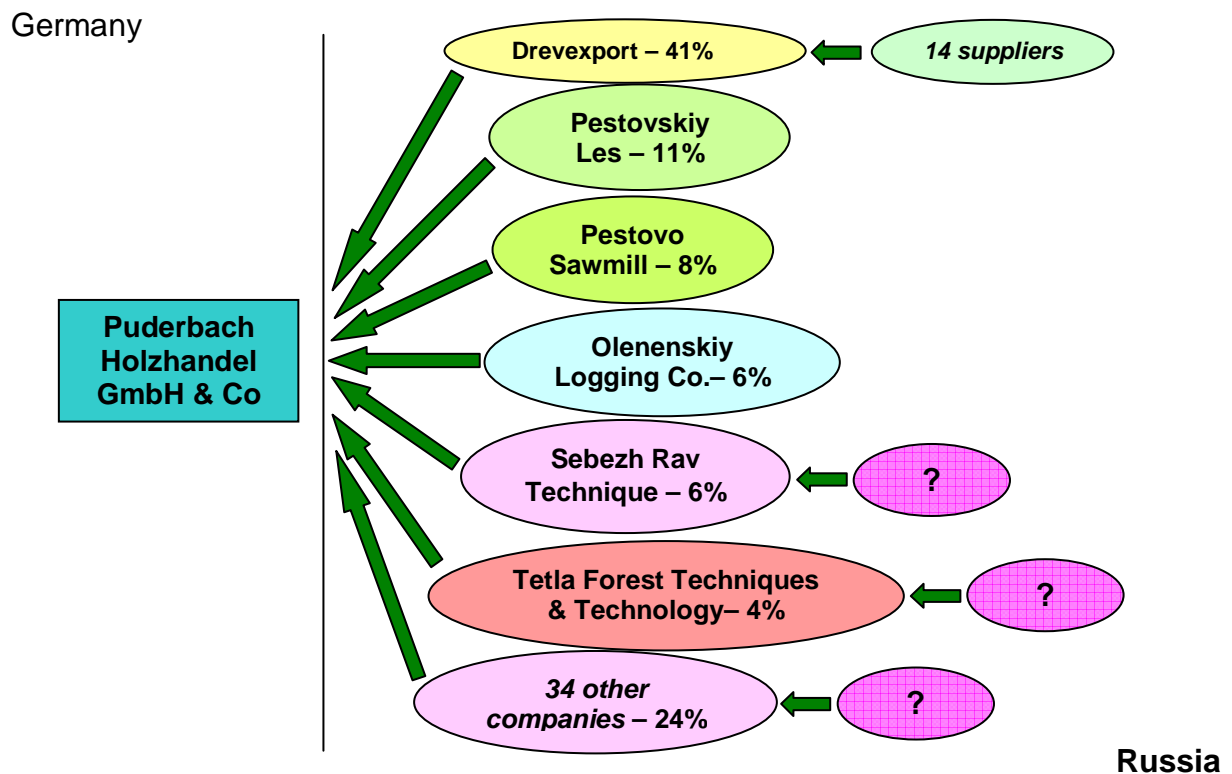 Germany
Drevexport – 41%
14 suppliers
Pestovskiy
Les – 11%
Pestovo
Sawmill – 8%
Puderbach
Holzhandel
GmbH & Co
Olenenskiy
Logging Co.– 6%
Sebezh Rav
Technique – 6%
?
Tetla Forest Techniques
& Technology– 4%
?
34 other
companies – 24%
?
Russia